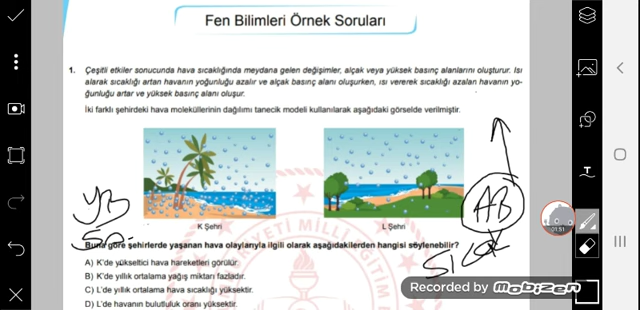 Fen Bilimleri Örnek Soruları
1. Çeşitli etkiler sonucunda hava sıcaklığında meydana gelen değişimler, alçak veya yüksek basınç alanlarını oluşturur. Isı
alarak sıcaklığı artan havanın yoğunluğu azalır ve alçak basınç alanı oluşurken, ısı vererek sıcaklığı azalan havanın yo-
ğunluğu artar ve yüksek basınç alanı oluşur.
İki farklı şehirdeki hava moleküllerinin dağılımı tanecik modeli kullanılarak aşağıdaki görselde verilmiştir.
K Şehri
L Şehri
YB
AB
Buna göre şehirlerde yaşanan hava olaylarıyla ilgili olarak aşağıdakilerden hangisi söylenebilir?
A) K'de yükseltici hava hareketleri görülür.
B) K'de yıllık ortalama yağış miktarı fazladır.
C) L'de yıllık ortalama hava sıcaklığı yüksektir.
D) L'de havanın bulutluluk oranı yüksektir.
01:51
Recorded by Mobizen